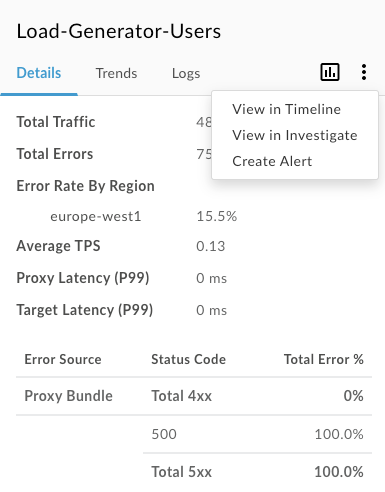 Load-Generator-Users
Details Trends Logs
View in Timeline
View in Investigate
Create Alert
Total Traffic
Total Errors
Error Rate By Region
europe-west1 15.5%
Average TPS 0.13
Proxy Latency (P99) 0 ms
Target Latency (P99) 0 ms
Error Source Status Code Total Error %
Proxy Bundle Total 4xx 0%
500 100.0%
Total 5xx 100.0%